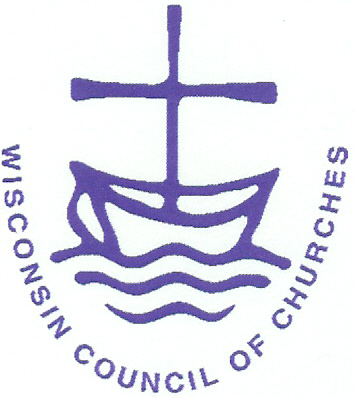 WISCONSIN COUNCIL OF CHURCHES